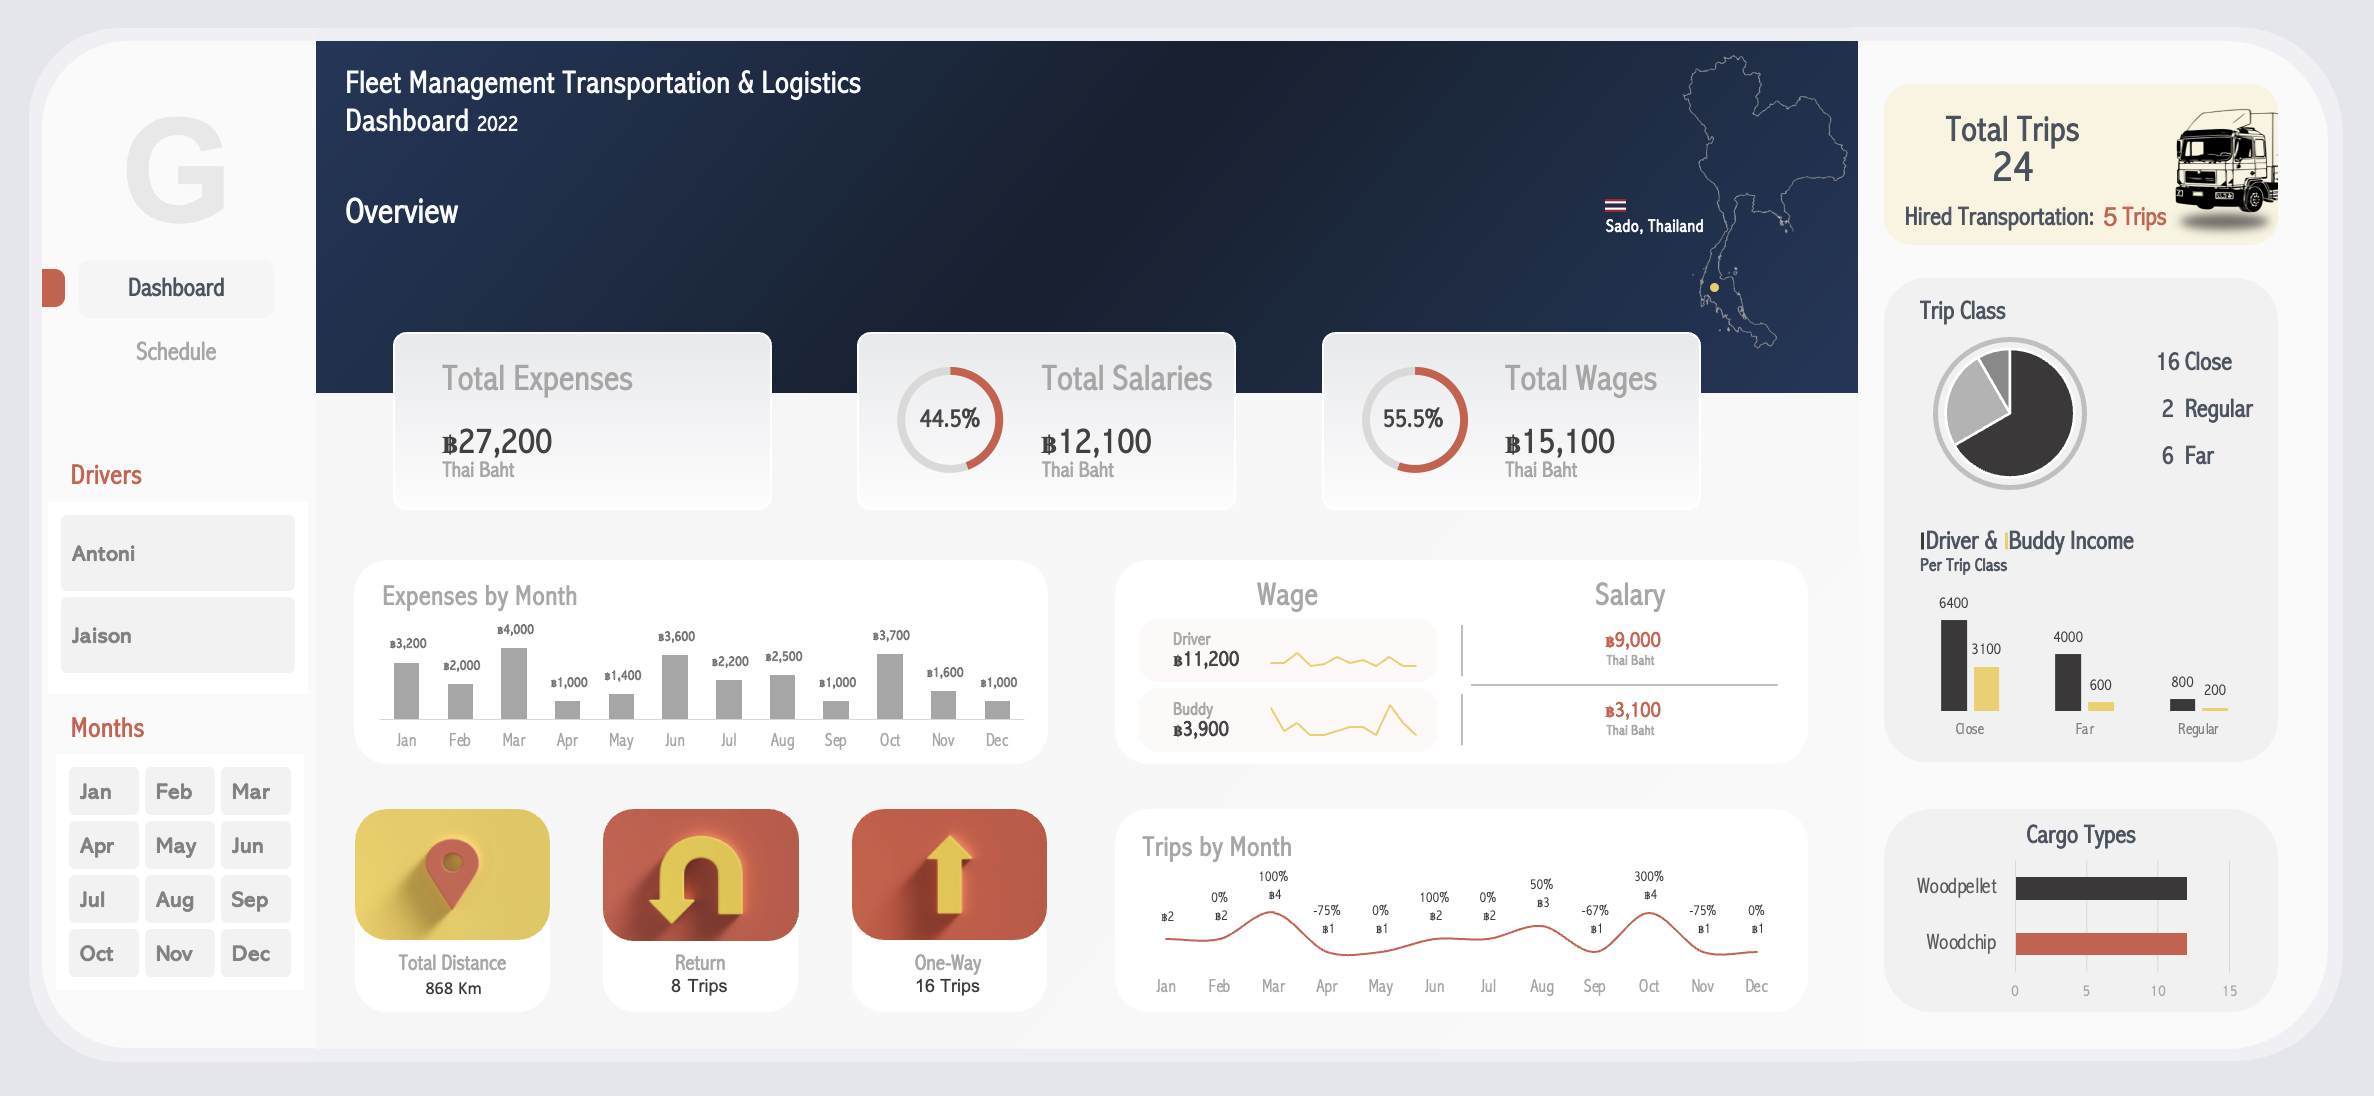 G
Dashboard
Schedule
Drivers
Antoni
Jaison
Months
Jan Feb Mar
Apr May Jun
Jul Aug Sep
Oct Nov Dec
Fleet Management Transportation & Logistics
Dashboard 2022
Overview
Sado, Thailand
Total Expenses
฿27,200
Thai Baht
44.5%
Total Salaries
฿12,100
Thai Baht
55.5%
Total Wages
฿15,100
Thai Baht
Expenses by Month
฿3,200 ฿2,000 ฿4,000 ฿1,000 ฿1,400 ฿3,600 ฿2,200 ฿2,500 ฿1,000 ฿3,700 ฿1,600 ฿1,000
Jan Feb Mar Apr May Jun Jul Aug Sep Oct Nov Dec
Wage Salary
Driver
฿11,200
฿9,000
Thai Baht
Buddy
฿3,900
฿3,100
Thai Baht
Total Distance
868 Km
Return
8 Trips
One-Way
16 Trips
Trips by Month
0% 100% -75% 0% 100% 0% 50% -67% 300% -75% 0%
฿2 ฿2 ฿4 ฿1 ฿1 ฿2 ฿2 ฿3 ฿1 ฿4 ฿1 ฿1
Jan Feb Mar Apr May Jun Jul Aug Sep Oct Nov Dec
Total Trips
24
Hired Transportation: 5 Trips
Trip Class
16 Close
2 Regular
6 Far
Driver & Buddy Income
Per Trip Class
6400 3100 4000 600 800 200
Close Far Regular
Cargo Types
Woodpellet
Woodchip
0 5 10 15